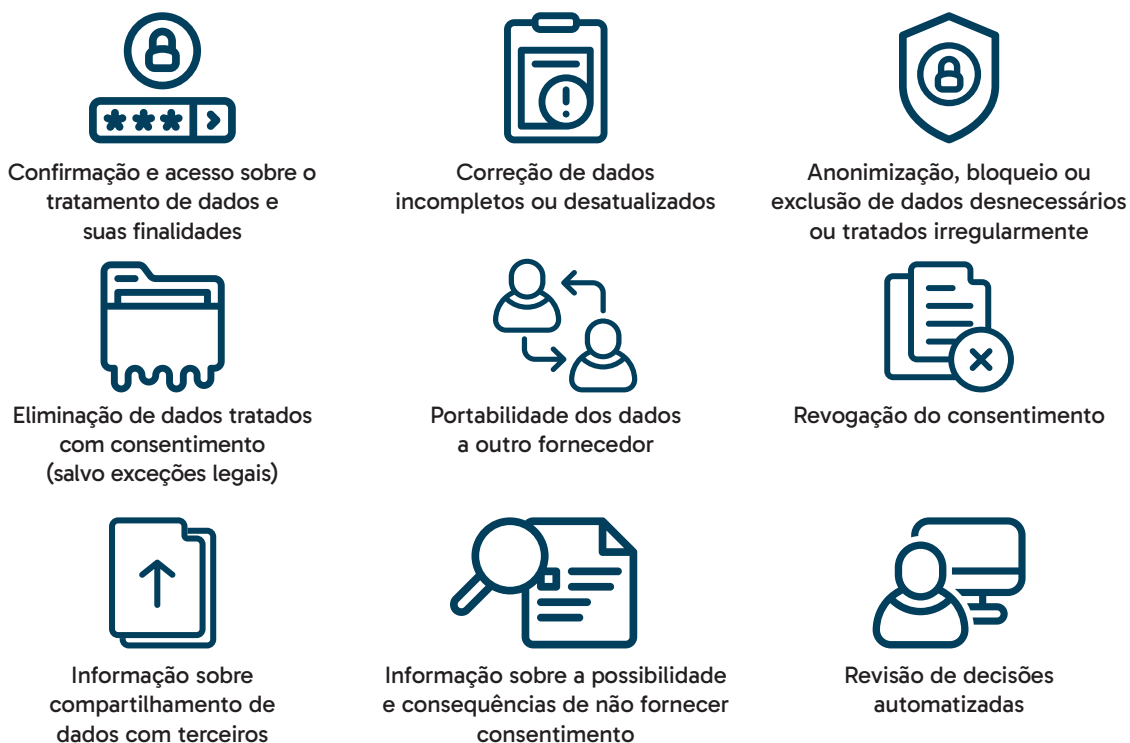 ***
Confirmação e acesso sobre o
tratamento de dados e
suas finalidades
Correção de dados
incompletos ou desatualizados
Anonimização, bloqueio ou
exclusão de dados desnecessários
ou tratados irregularmente
Eliminação de dados tratados
com consentimento
(salvo exceções legais)
Portabilidade dos dados
a outro fornecedor
Revogação do consentimento
Informação sobre
compartilhamento de
dados com terceiros
Informação sobre a possibilidade
e consequências de não fornecer
consentimento
Revisão de decisões
automatizadas